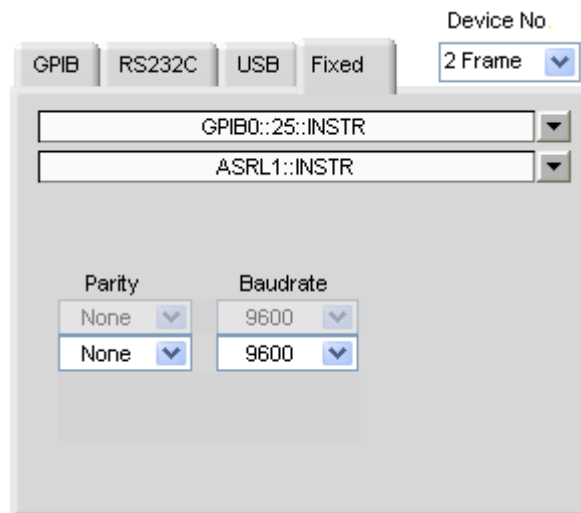 Device No.
GPIB RS232C USB Fixed 2 Frame
GPIB0::25::INSTR
ASRL1::INSTR
Parity Baudrate
None 9600
None 9600